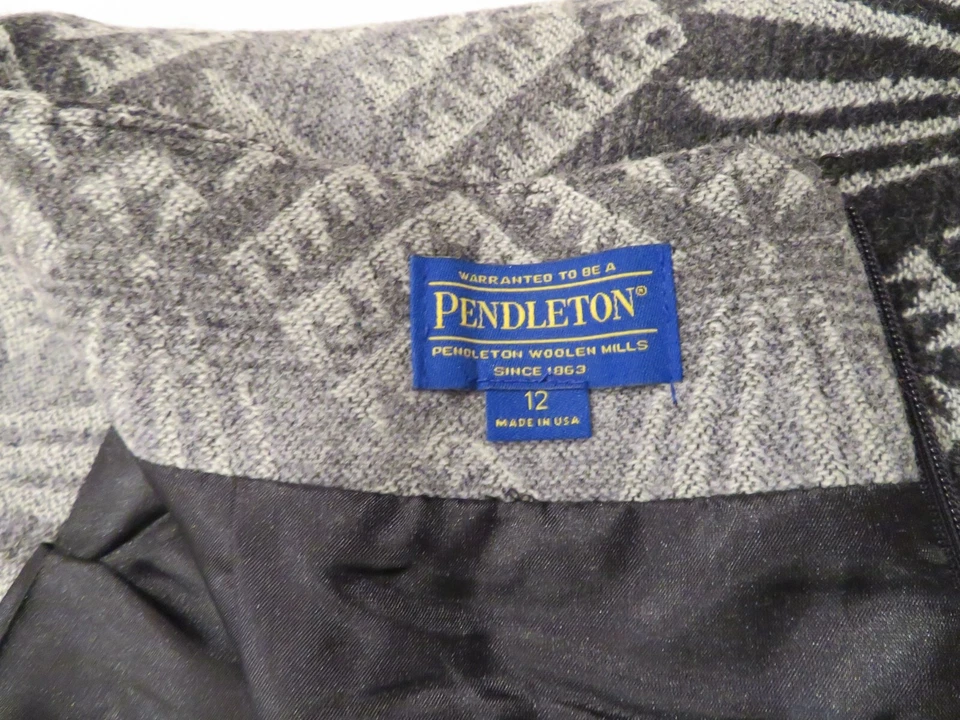 WARRANTED TO BE A
PENDLETON®
PENDLETON WOOLEN MILLS
SINCE 1863
12
MADE IN USA